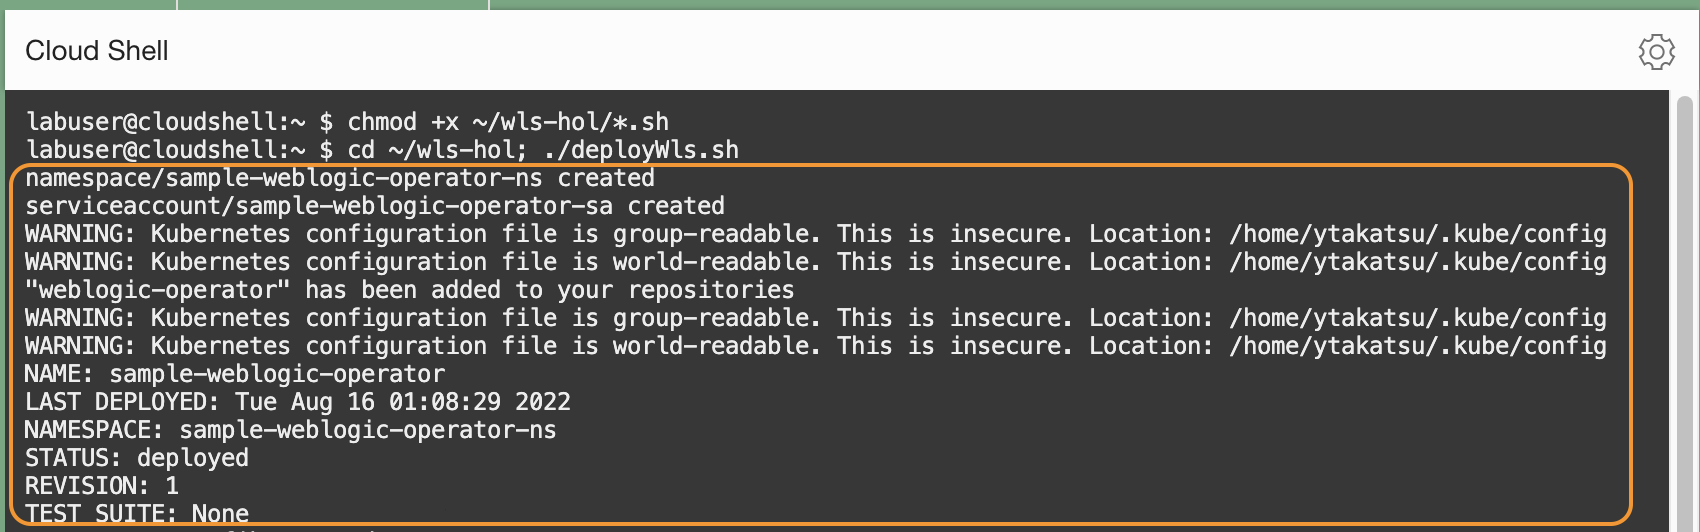 Cloud Shell
labuser@cloudshell:~ $ chmod +x ~/wls-hol/*.sh
labuser@cloudshell:~ $ cd ~/wls-hol; ./deployWls.sh
namespace/sample-weblogic-operator-ns created
serviceaccount/sample-weblogic-operator-sa created
WARNING: Kubernetes configuration file is group-readable. This is insecure. Location: /home/ytakatsu/.kube/config
WARNING: Kubernetes configuration file is world-readable. This is insecure. Location: /home/ytakatsu/.kube/config
"weblogic-operator" has been added to your repositories
WARNING: Kubernetes configuration file is group-readable. This is insecure. Location: /home/ytakatsu/.kube/config
WARNING: Kubernetes configuration file is world-readable. This is insecure. Location: /home/ytakatsu/.kube/config
NAME: sample-weblogic-operator
LAST DEPLOYED: Tue Aug 16 01:08:29 2022
NAMESPACE: sample-weblogic-operator-ns
STATUS: deployed
REVISION: 1
TEST SUITE: None